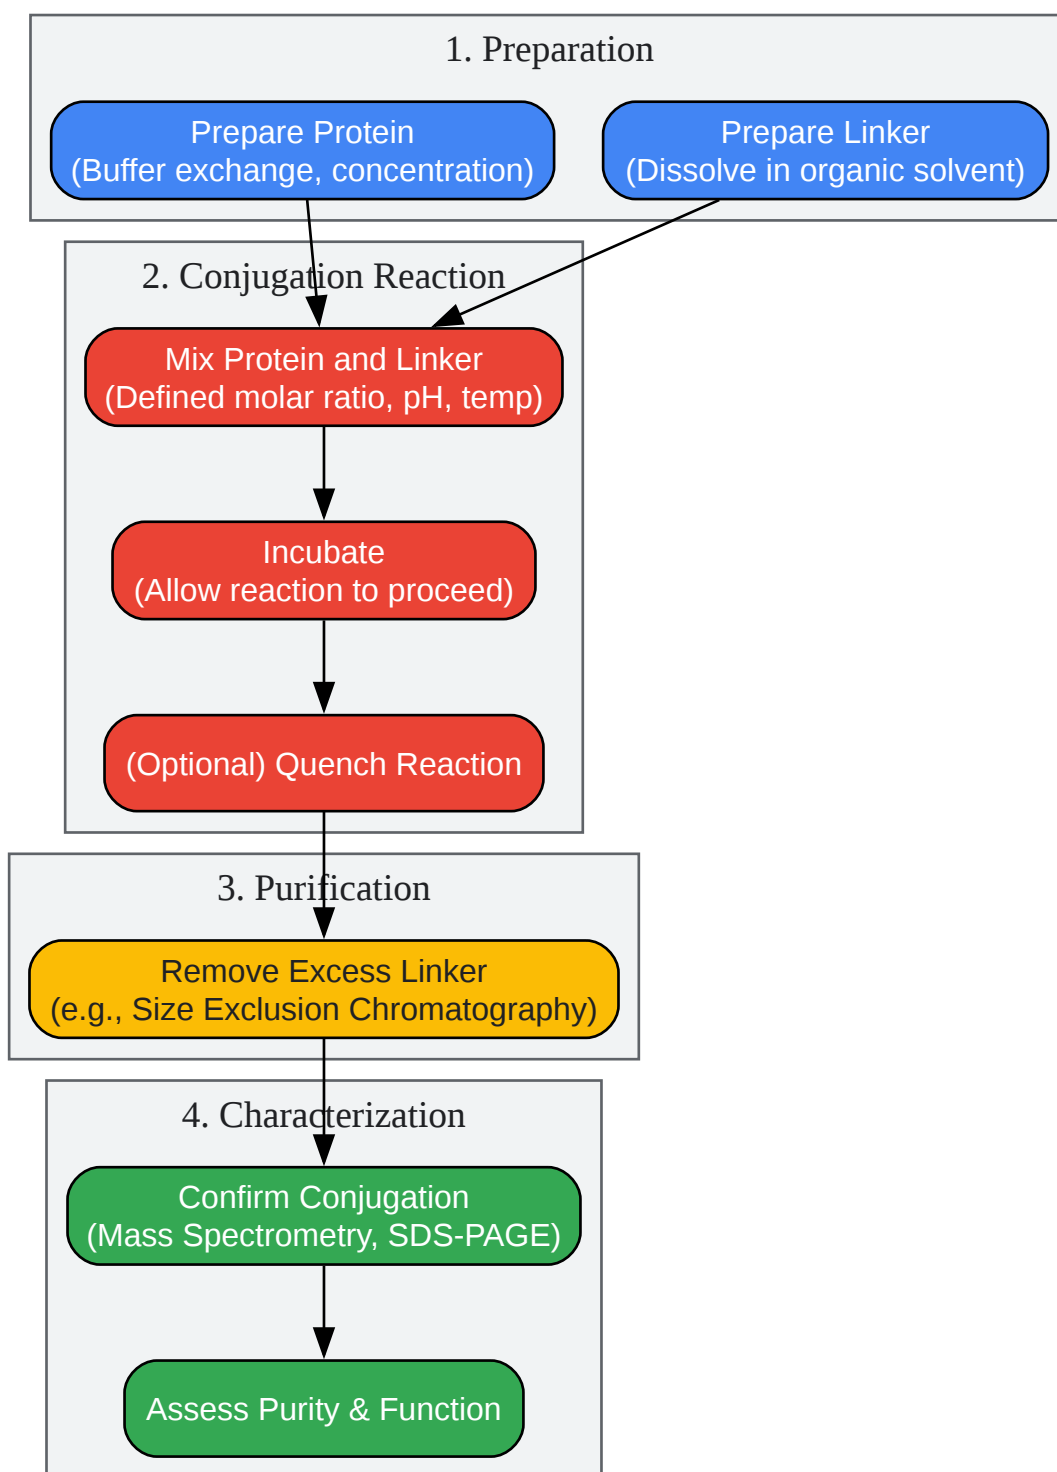 1. Preparation
Prepare Protein
(Buffer exchange, concentration)
Prepare Linker
(Dissolve in organic solvent)
2. Conjugation Reaction
Mix Protein and Linker
(Defined molar ratio, pH, temp)
Incubate
(Allow reaction to proceed)
(Optional) Quench Reaction
3. Purification
Remove Excess Linker
(e.g., Size Exclusion Chromatography)
4. Characterization
Confirm Conjugation
(Mass Spectrometry, SDS-PAGE)
Assess Purity & Function